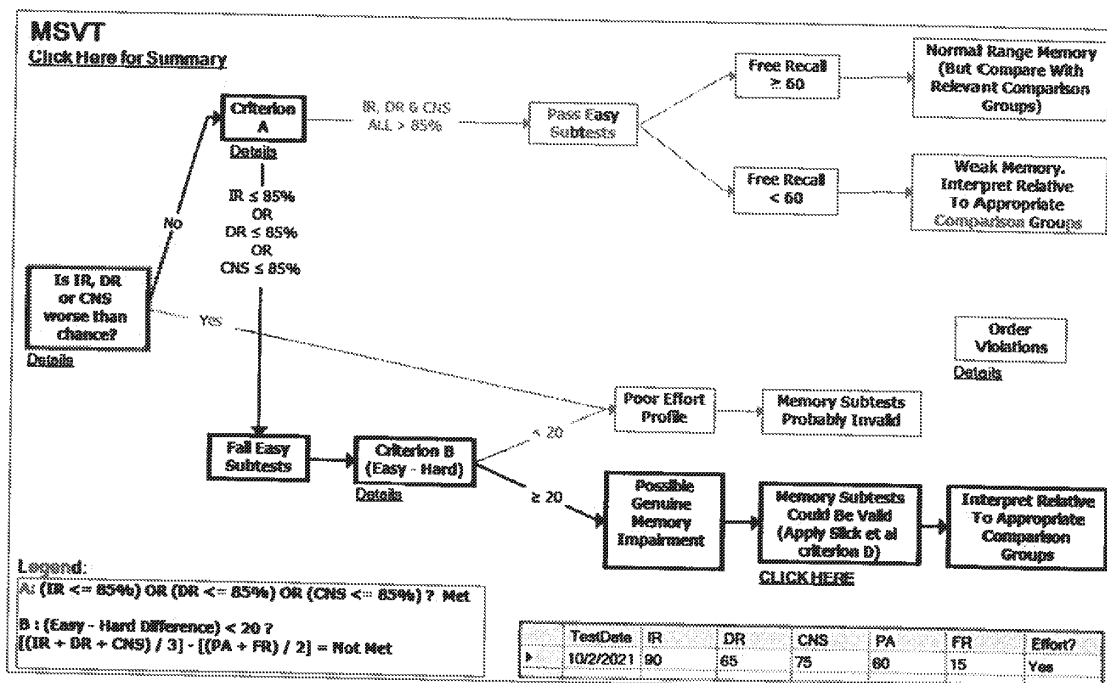 MSVT
Click Here for Summary
Criterion
A
Details
IR, DR & CNS
ALL > 85%
Pass Easy
Subtests
Free Recall
≥ 60
Normal Range Memory
(But Compare With
Relevant Comparison
Groups)
Free Recall
< 60
Weak Memory.
Interpret Relative
To Appropriate
Comparison Groups
IR ≤ 85%
OR
DR ≤ 85%
OR
CNS ≤ 85%
No
Is IR, DR
or CNS
worse than
chance?
Details
Yes
Order
Violations
Details
Poor Effort
Profile
Memory Subtests
Probably Invalid
Fail Easy
Subtests
Criterion B
(Easy - Hard)
Details
< 20
≥ 20
Possible
Genuine
Memory
Impairment
Memory Subtests
Could Be Valid
(Apply Slick et al
criterion D)
CLICK HERE
Interpret Relative
To Appropriate
Comparison
Groups
Legend:
A: (IR <= 85%) OR (DR <= 85%) OR (CNS <= 85%) ? Met
B : (Easy - Hard Difference) < 20 ?
[(IR + DR + CNS) / 3] - [(PA + FR) / 2] = Not Met
TestDate IR DR CNS PA FR Effort?
10/2/2021 90 65 75 60 15 Yes